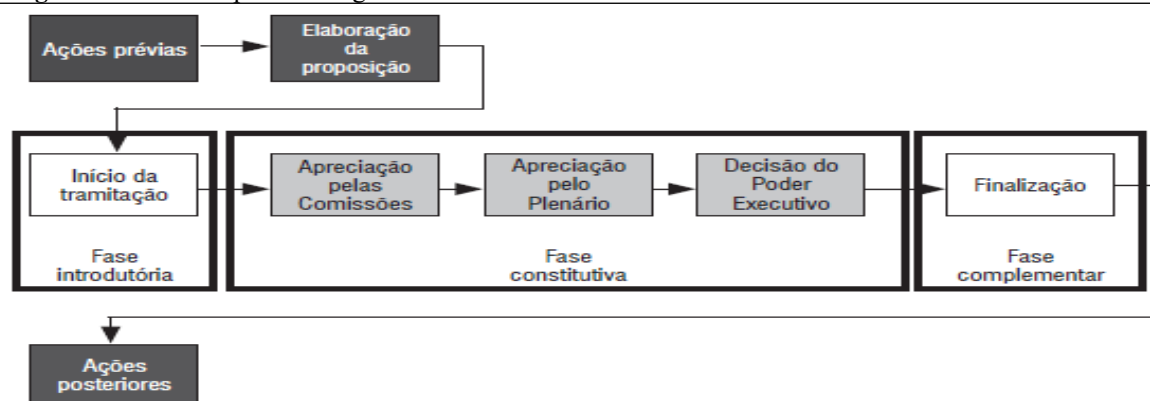 Ações prévias
Elaboração
da
proposição
Início da
tramitação
Fase
introdutória
Apreciação
pelas
Comissões
Apreciação
pelo
Plenário
Decisão do
Poder
Executivo
Fase
constitutiva
Finalização
Fase
complementar
Ações
posteriores